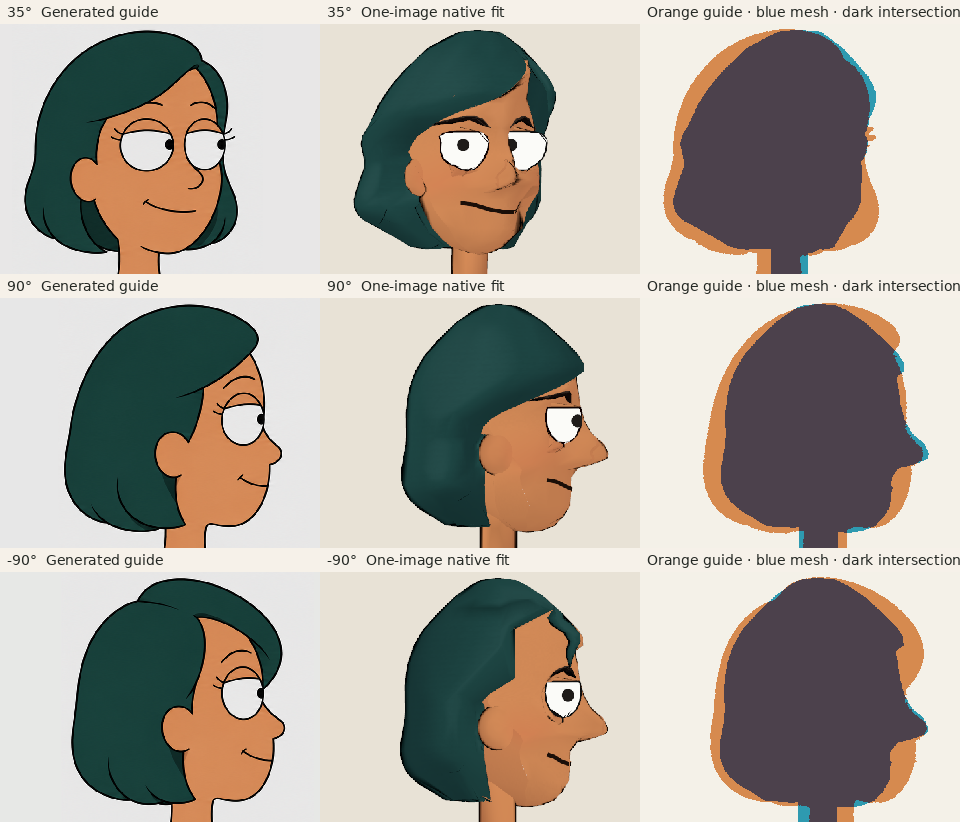 35°  Generated guide
35°  One-image native fit
Orange guide · blue mesh · dark intersection
90°  Generated guide
90°  One-image native fit
Orange guide · blue mesh · dark intersection
-90°  Generated guide
-90°  One-image native fit
Orange guide · blue mesh · dark intersection